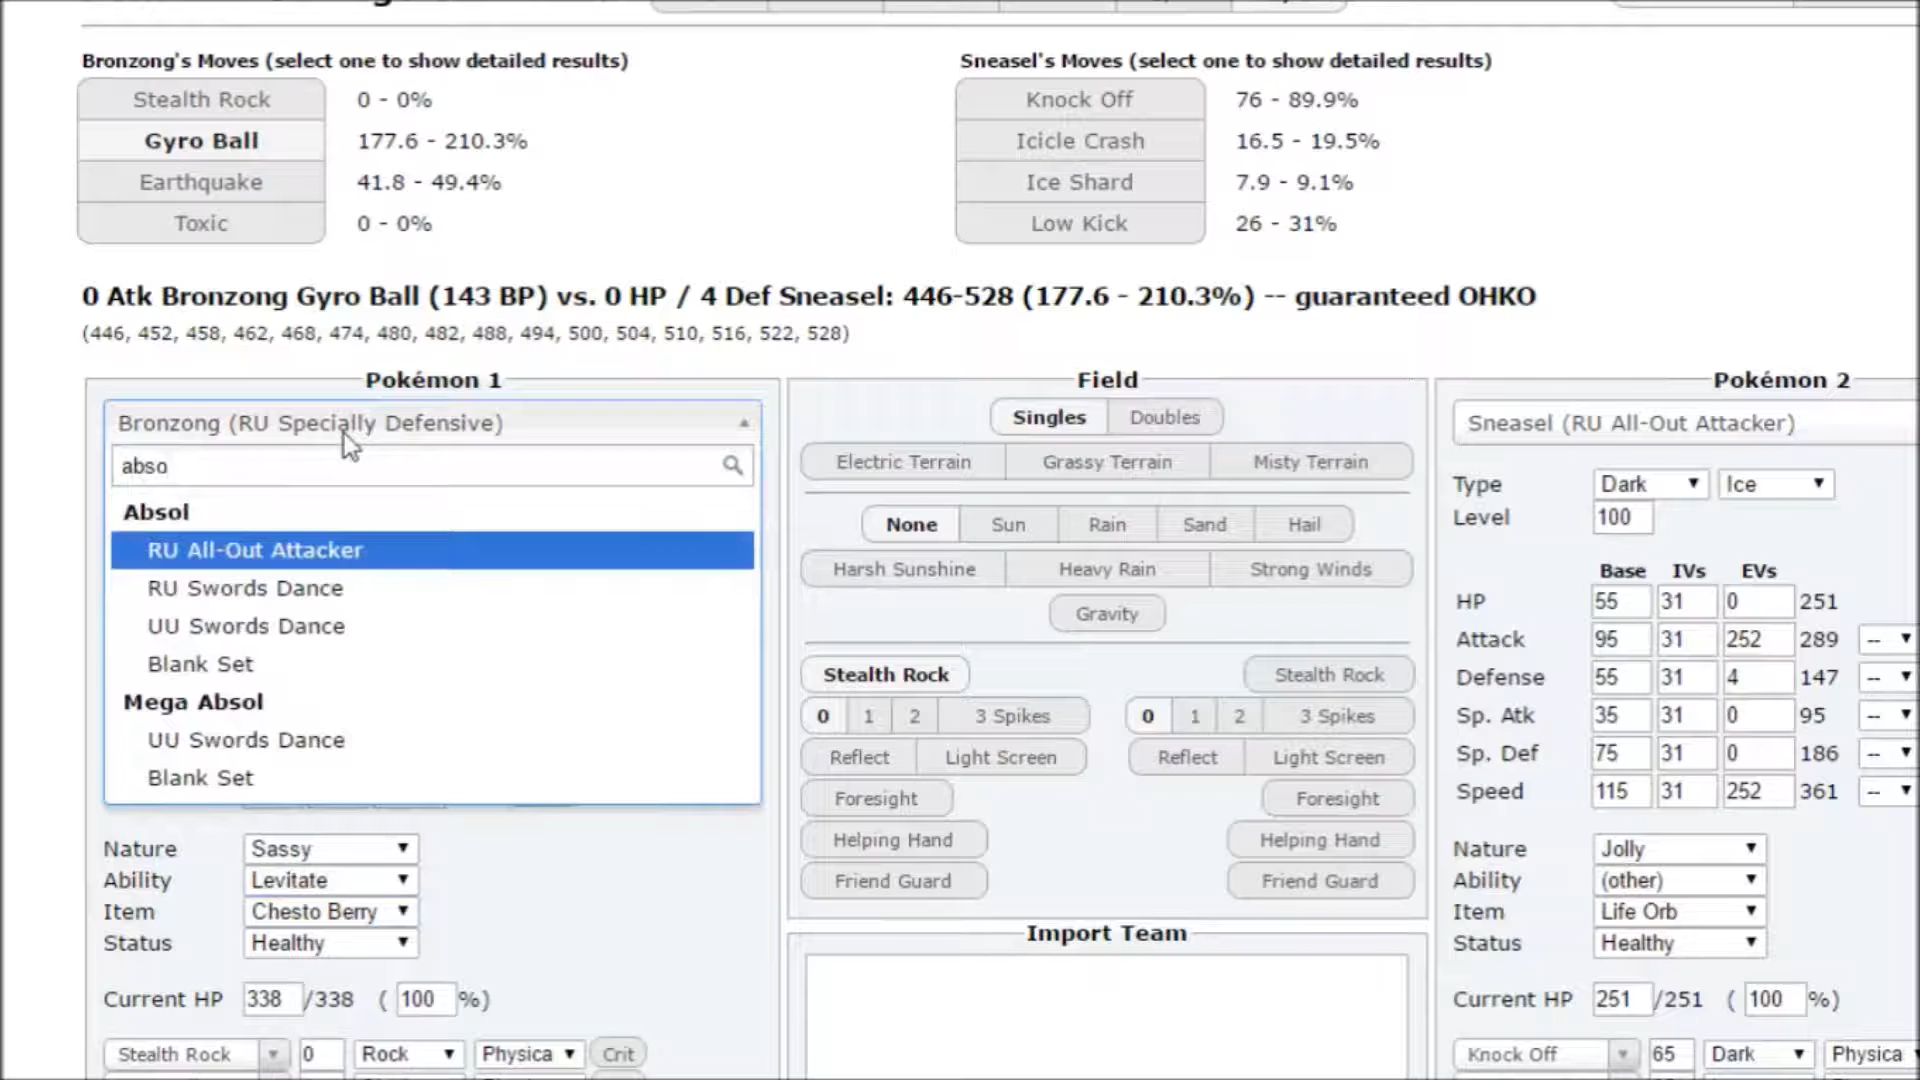 Bronzong's Moves (select one to show detailed results)
Stealth Rock 0 - 0%
Gyro Ball 177.6 - 210.3%
Earthquake 41.8 - 49.4%
Toxic 0 - 0%
Sneasel's Moves (select one to show detailed results)
Knock Off 76 - 89.9%
Icicle Crash 16.5 - 19.5%
Ice Shard 7.9 - 9.1%
Low Kick 26 - 31%
0 Atk Bronzong Gyro Ball (143 BP) vs. 0 HP / 4 Def Sneasel: 446-528 (177.6 - 210.3%) -- guaranteed OHKO
(446, 452, 458, 462, 468, 474, 480, 482, 488, 494, 500, 504, 510, 516, 522, 528)
Pokémon 1
Bronzong (RU Specially Defensive)
abso
Absol
RU All-Out Attacker
RU Swords Dance
UU Swords Dance
Blank Set
Mega Absol
UU Swords Dance
Blank Set
Nature Sassy
Ability Levitate
Item Chesto Berry
Status Healthy
Current HP 338 /338 ( 100 %)
Stealth Rock 0 Rock Physica Crit
Field
Singles Doubles
Electric Terrain Grassy Terrain Misty Terrain
None Sun Rain Sand Hail
Harsh Sunshine Heavy Rain Strong Winds
Gravity
Stealth Rock Stealth Rock
0 1 2 3 Spikes 0 1 2 3 Spikes
Reflect Light Screen Reflect Light Screen
Foresight Foresight
Helping Hand Helping Hand
Friend Guard Friend Guard
Import Team
Pokémon 2
Sneasel (RU All-Out Attacker)
Type Dark Ice
Level 100
Base IVs EVs
HP 55 31 0 251
Attack 95 31 252 289 --
Defense 55 31 4 147 --
Sp. Atk 35 31 0 95 --
Sp. Def 75 31 0 186 --
Speed 115 31 252 361 --
Nature Jolly
Ability (other)
Item Life Orb
Status Healthy
Current HP 251 /251 ( 100 %)
Knock Off 65 Dark Physica